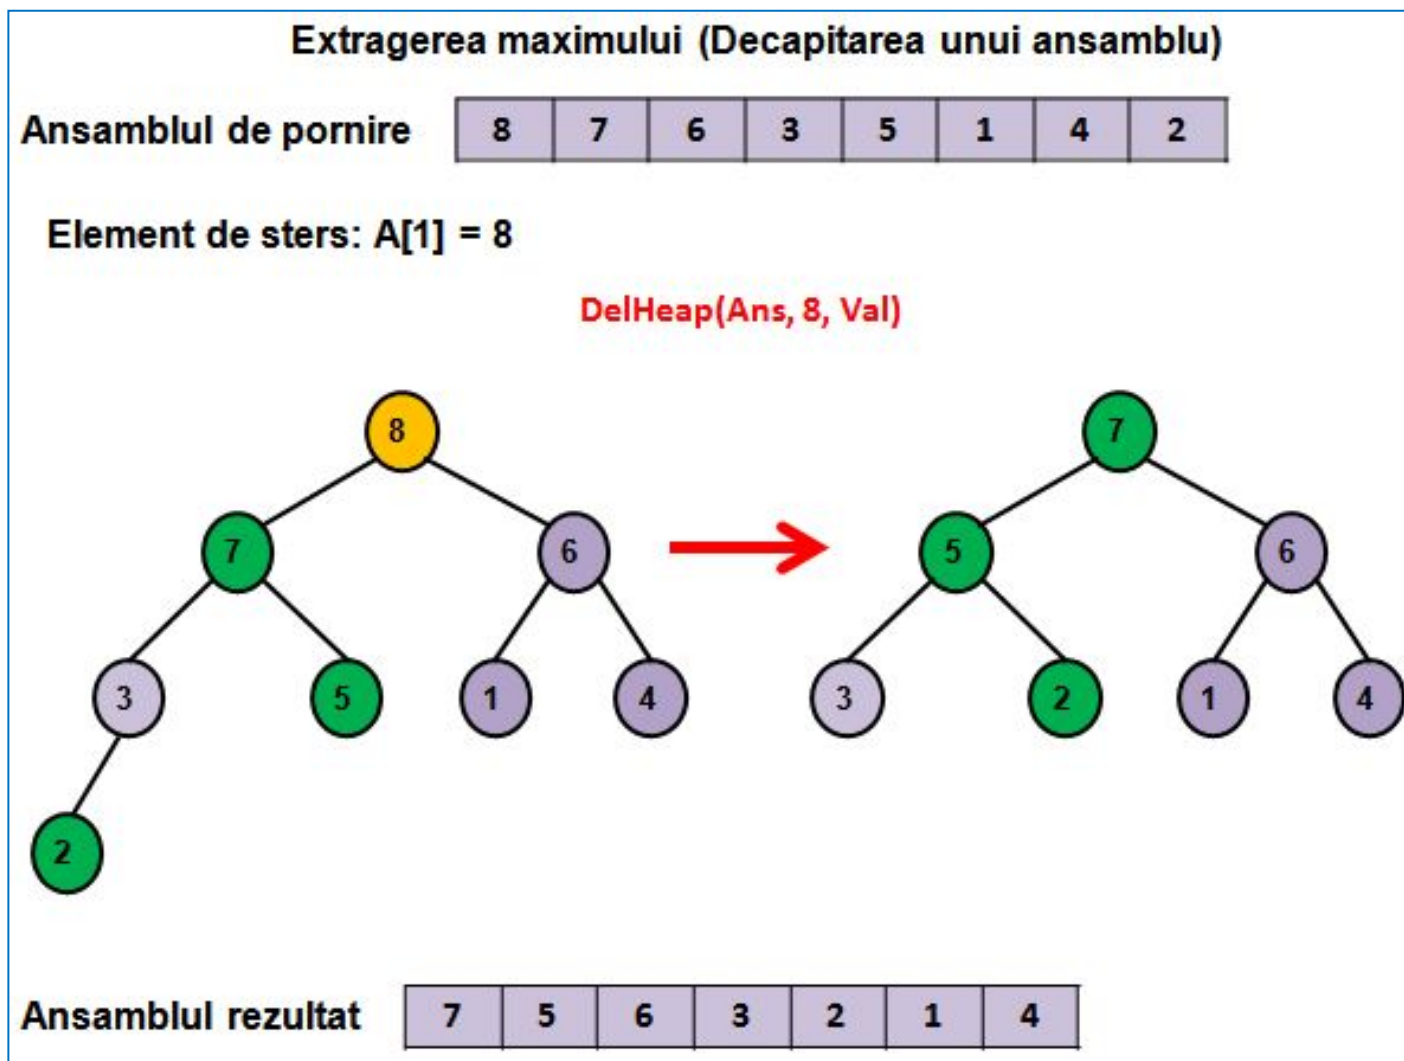 Extragerea maximului (Decapitarea unui ansamblu)
Ansamblul de pornire 8 7 6 3 5 1 4 2
Element de sters: A[1] = 8
DelHeap(Ans, 8, Val)
8 7
7 6 5 6
3 5 1 4 3 2 1 4
2
Ansamblul rezultat 7 5 6 3 2 1 4